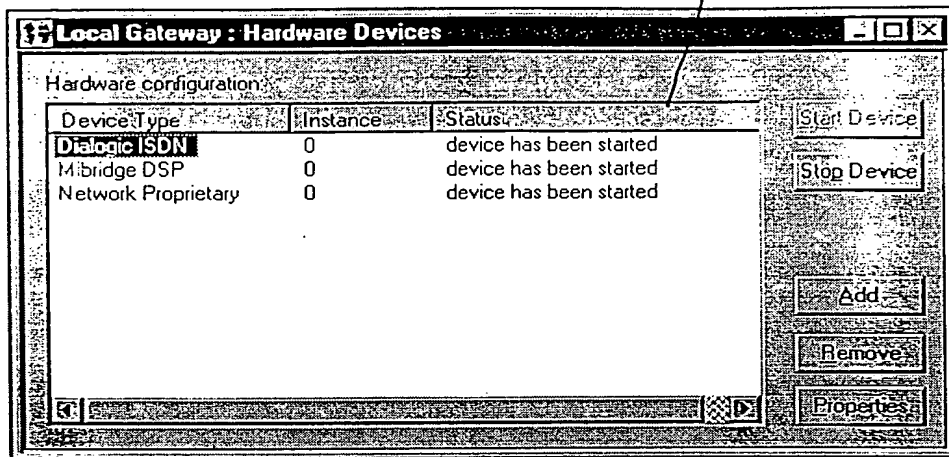 Local Gateway : Hardware Devices
Hardware configuration:
Device Type Instance Status
Dialogic ISDN 0 device has been started
Mibridge DSP 0 device has been started
Network Proprietary 0 device has been started
Start Device
Stop Device
Add
Remove
Properties